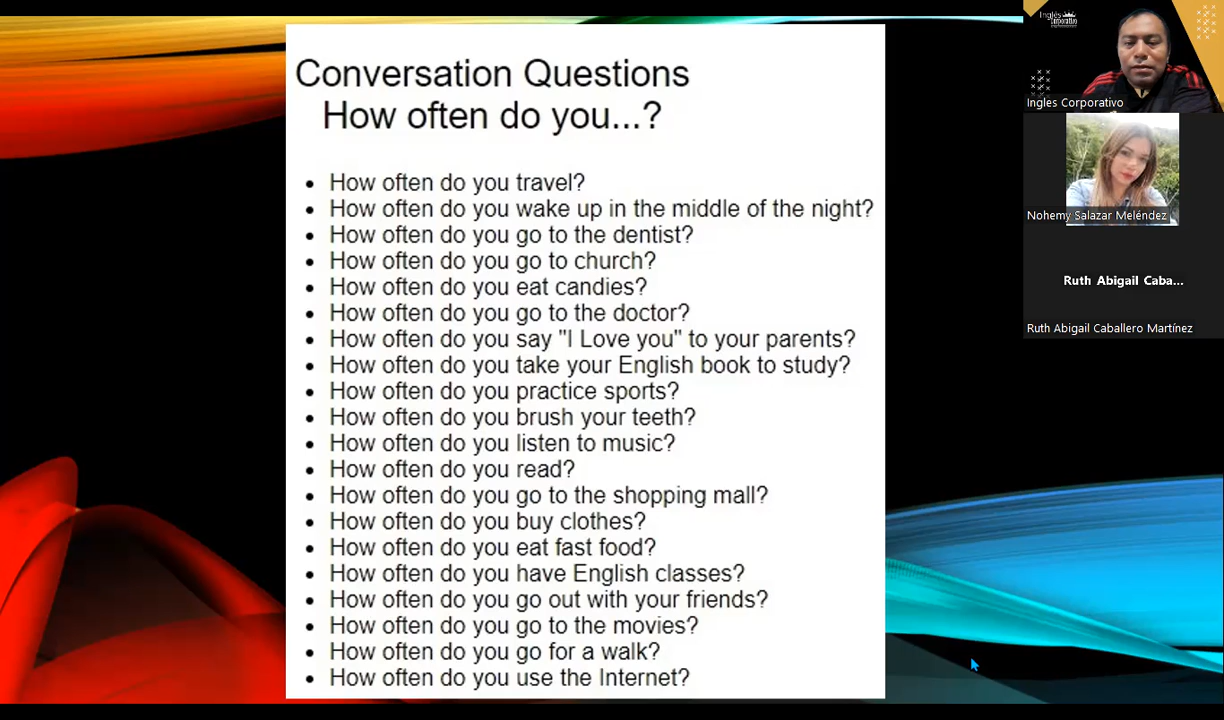 Conversation Questions
How often do you...?
• How often do you travel?
• How often do you wake up in the middle of the night?
• How often do you go to the dentist?
• How often do you go to church?
• How often do you eat candies?
• How often do you go to the doctor?
• How often do you say "I Love you" to your parents?
• How often do you take your English book to study?
• How often do you practice sports?
• How often do you brush your teeth?
• How often do you listen to music?
• How often do you read?
• How often do you go to the shopping mall?
• How often do you buy clothes?
• How often do you eat fast food?
• How often do you have English classes?
• How often do you go out with your friends?
• How often do you go to the movies?
• How often do you go for a walk?
• How often do you use the Internet?
Inglés
Corporativo
Ingles Corporativo
Nohemy Salazar Meléndez
Ruth Abigail Caba...
Ruth Abigail Caballero Martínez